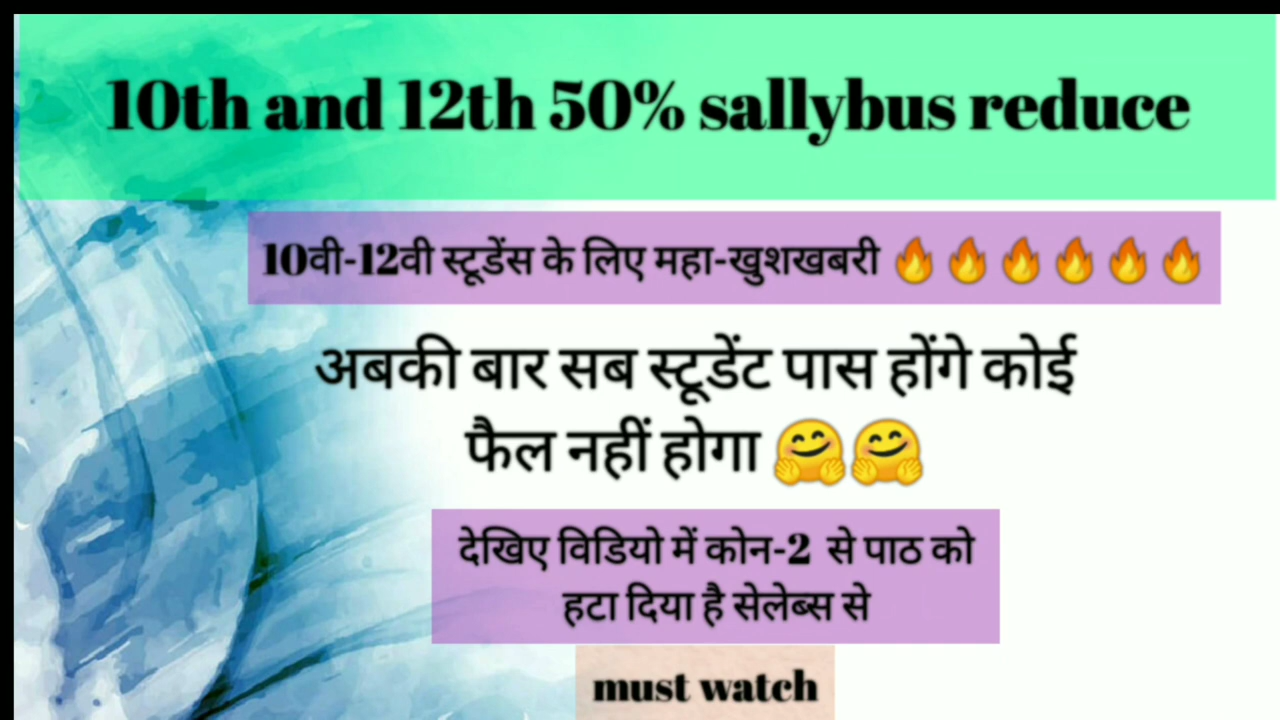 10th and 12th 50% sallybus reduce
10वी-12वी स्टूडेंस के लिए महा-खुशखबरी 🔥🔥🔥🔥🔥🔥
अबकी बार सब स्टूडेंट पास होंगे कोई
फैल नहीं होगा 🤗🤗
देखिए विडियो में कोन-2 से पाठ को
हटा दिया है सेलेब्स से
must watch